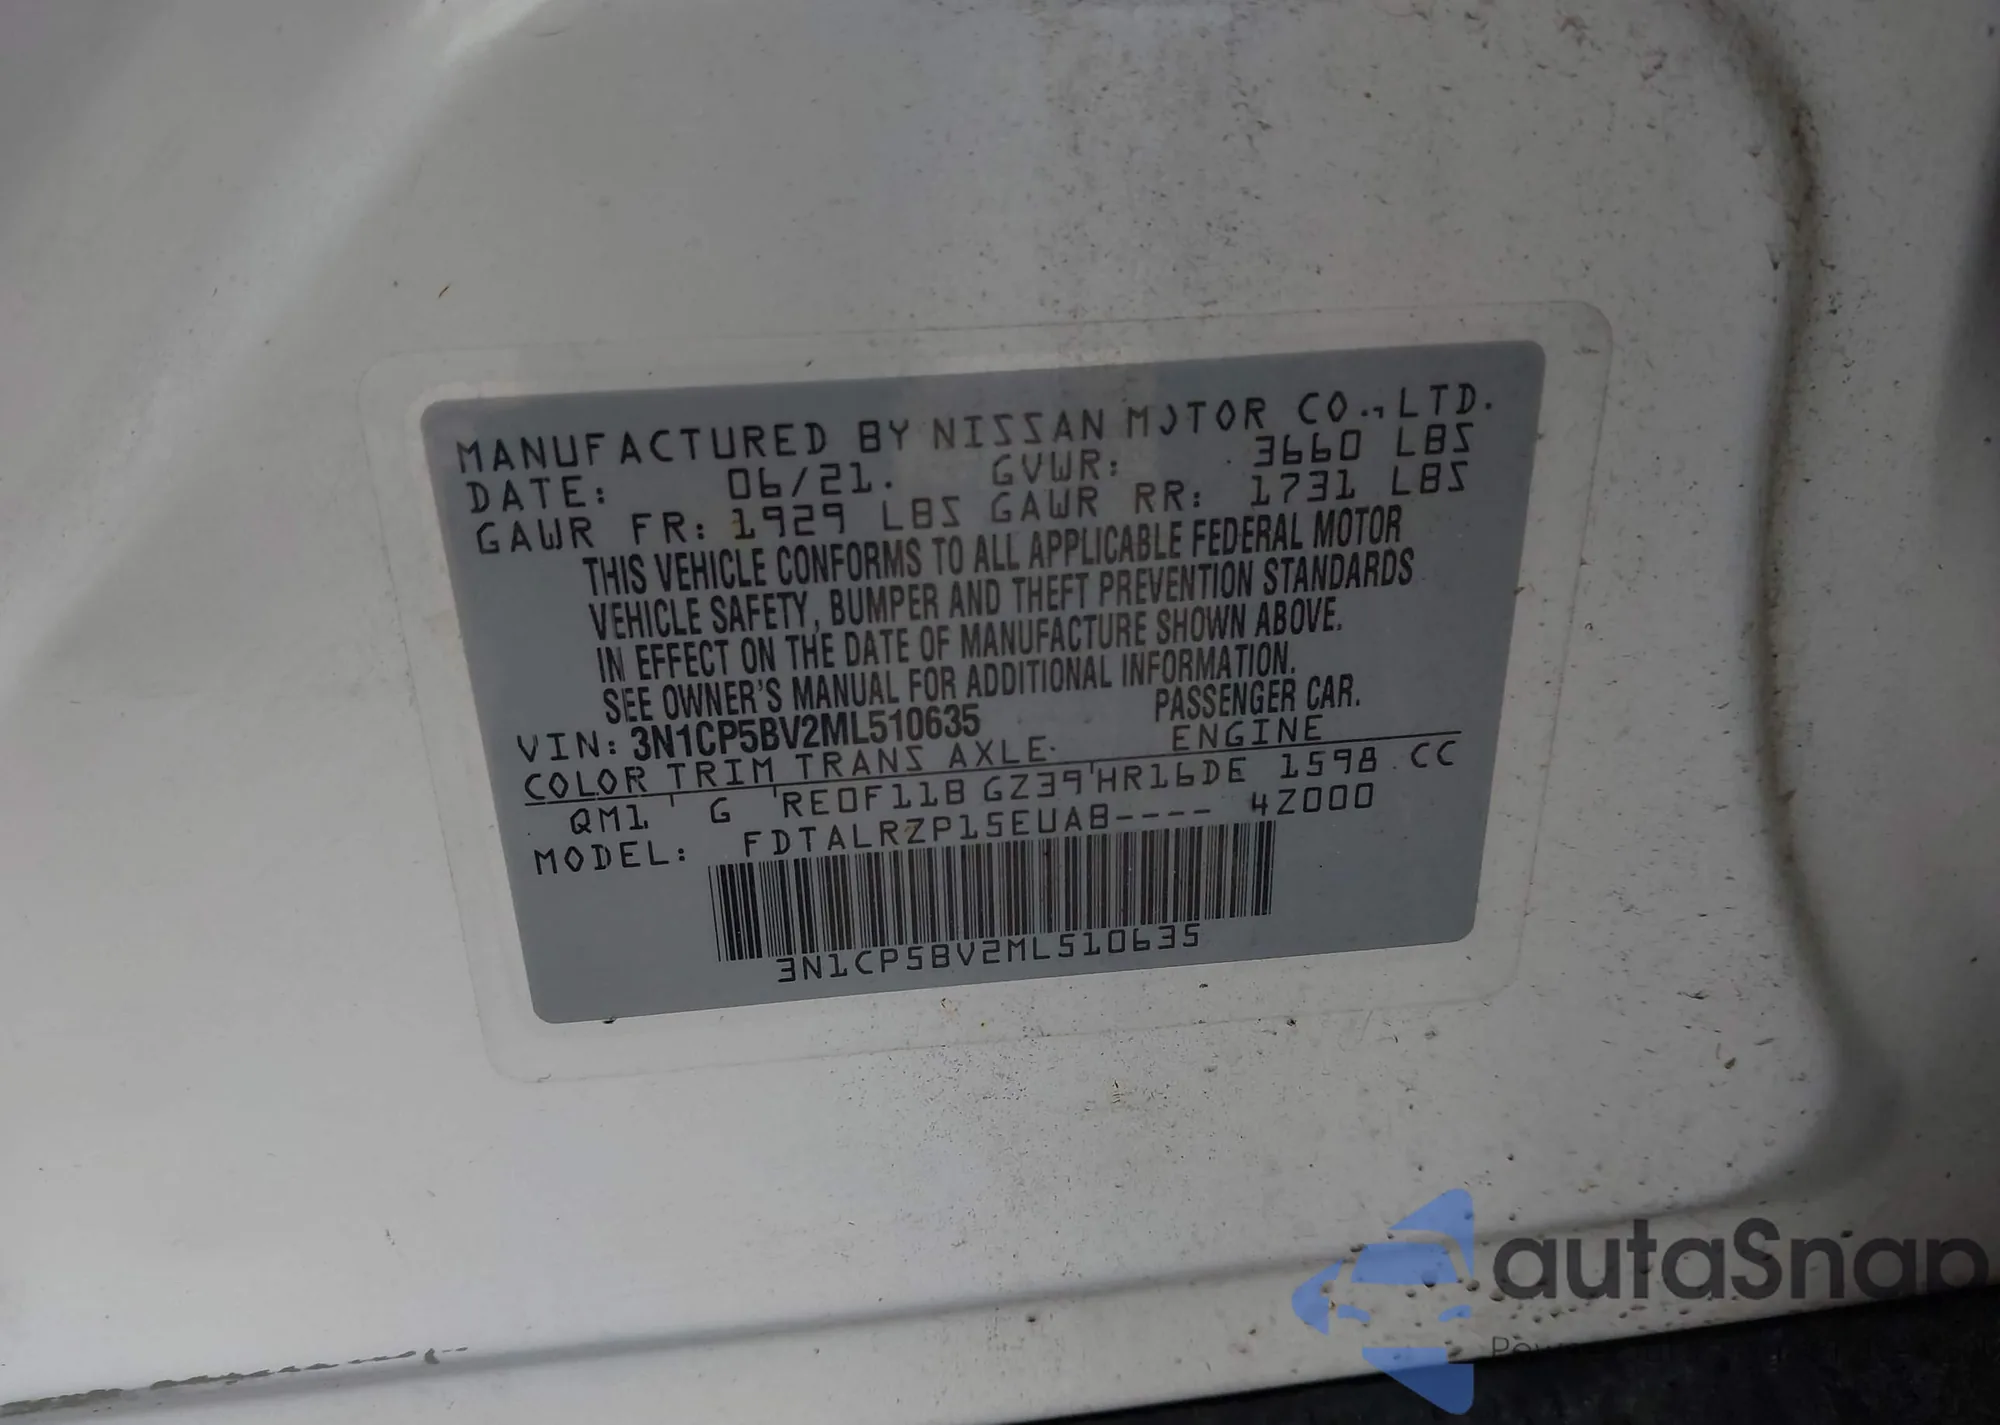 MANUFACTURED BY NISSAN MOTOR CO., LTD.
DATE: 06/21. GVWR: 3660 LBS
GAWR FR: 1929 LBS GAWR RR: 1731 LBS
THIS VEHICLE CONFORMS TO ALL APPLICABLE FEDERAL MOTOR
VEHICLE SAFETY, BUMPER AND THEFT PREVENTION STANDARDS
IN EFFECT ON THE DATE OF MANUFACTURE SHOWN ABOVE.
SEE OWNER'S MANUAL FOR ADDITIONAL INFORMATION.
VIN: 3N1CP5BV2ML510635 PASSENGER CAR.
COLOR TRIM TRANS AXLE ENGINE
QM1 G RE0F11B GZ39 HR16DE 1598 CC
MODEL: FDTALRZP15EUAB---- 4Z000
3N1CP5BV2ML510635
autaSnap